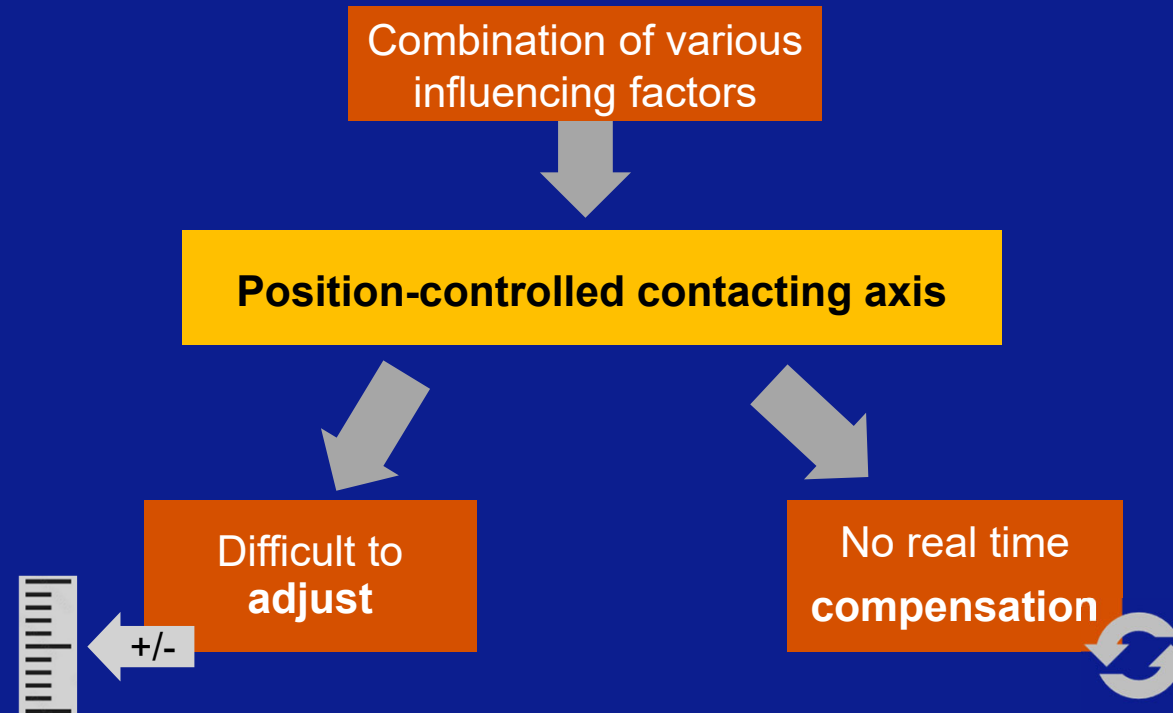 Combination of various
influencing factors
Position-controlled contacting axis
Difficult to
adjust
+/-
No real time
compensation